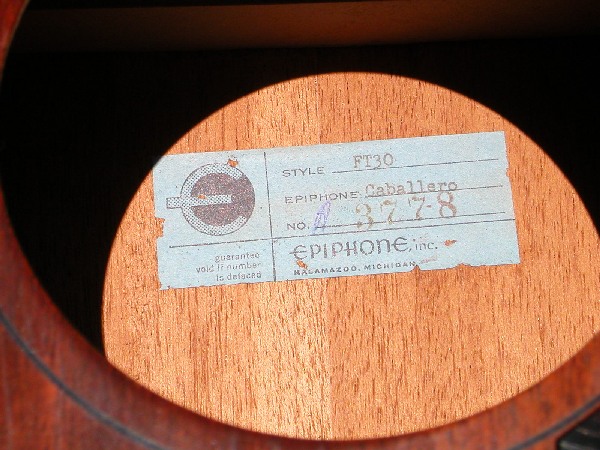 STYLE FT30
EPIPHONE Caballero
NO. A 3778
guarantee
void if number
is defaced
EPIPHONE, inc.
KALAMAZOO, MICHIGAN